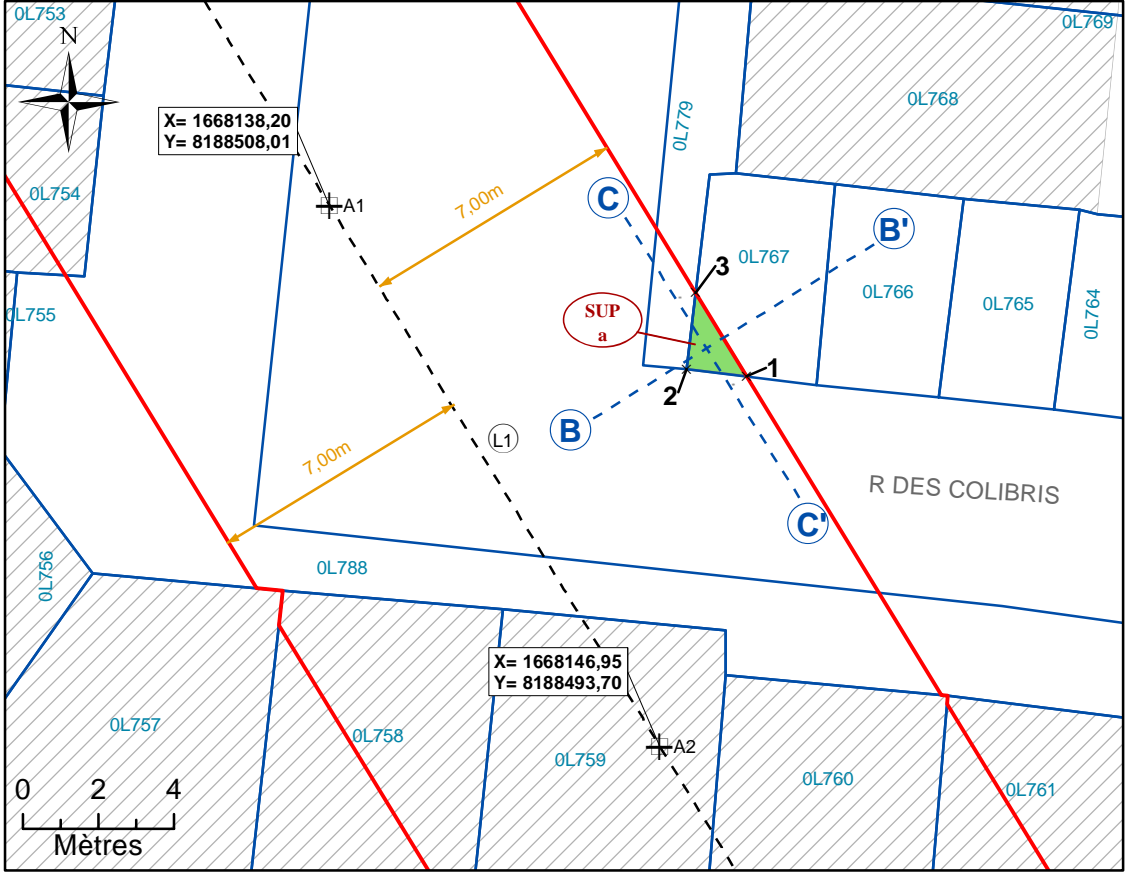 0L753
0L769
N
0L768
X= 1668138,20
Y= 8188508,01
0L779
0L754
A1
7,00m
C
B'
0L767
3
0L766
0L765
0L764
0L755
SUP
a
1
2
B
L1
7,00m
R DES COLIBRIS
C'
0L756
0L788
X= 1668146,95
Y= 8188493,70
0L757
0L758
A2
0L759
0L760
0L761
0 2 4
Mètres